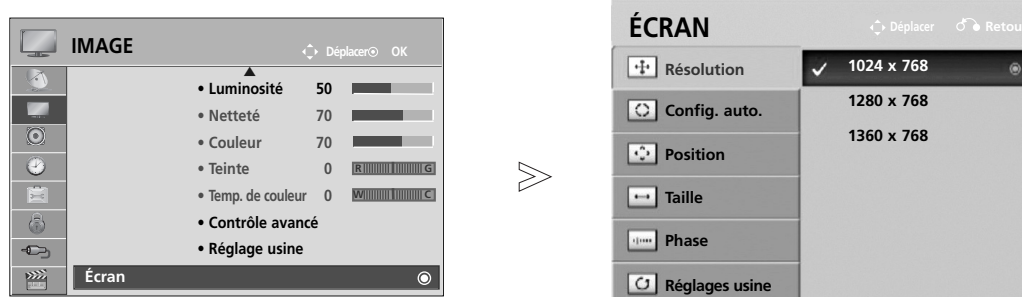 IMAGE
Déplacer OK
• Luminosité 50
• Netteté 70
• Couleur 70
• Teinte 0 R G
• Temp. de couleur 0 W C
• Contrôle avancé
• Réglage usine
Écran
ÉCRAN
Déplacer Retou
Résolution
Config. auto.
Position
Taille
Phase
Réglages usine
✓ 1024 x 768
1280 x 768
1360 x 768